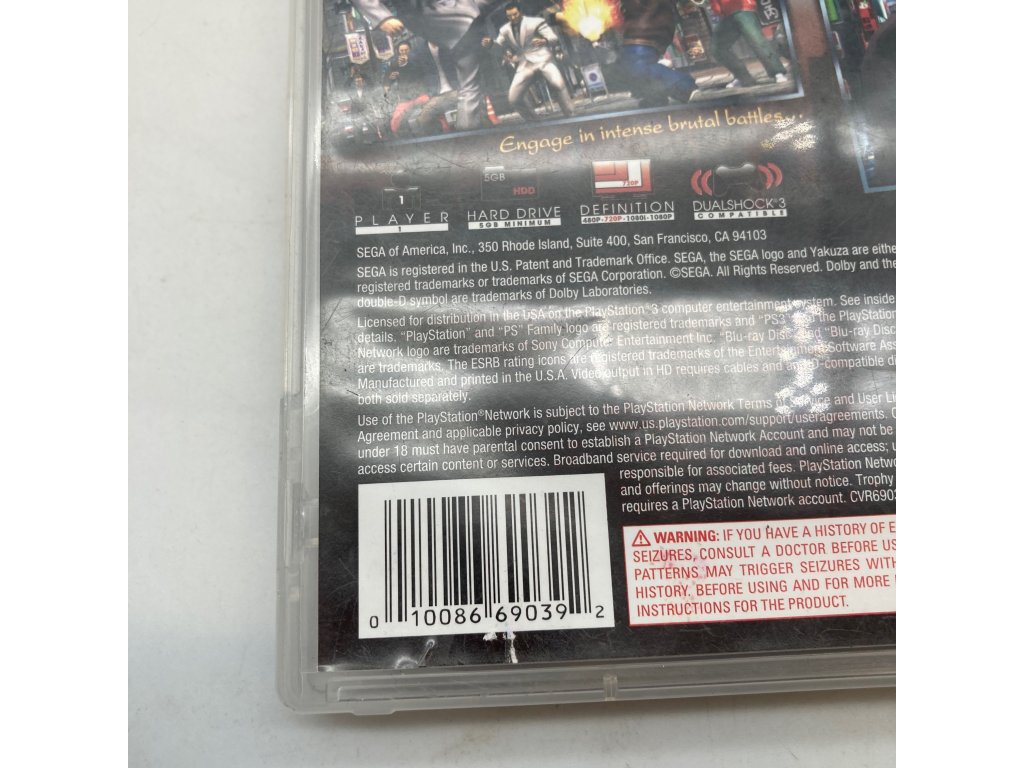 Engage in intense brutal battles...
1
5GB
HDD
720P
PLAYER
1
HARD DRIVE
5GB MINIMUM
DEFINITION
480P·720P·1080i·1080P
DUALSHOCK®3
COMPATIBLE
SEGA of America, Inc., 350 Rhode Island, Suite 400, San Francisco, CA 94103
SEGA is registered in the U.S. Patent and Trademark Office. SEGA, the SEGA logo and Yakuza are eithe
registered trademarks or trademarks of SEGA Corporation. ©SEGA. All Rights Reserved. Dolby and the
double-D symbol are trademarks of Dolby Laboratories.
Licensed for distribution in the USA on the PlayStation®3 computer entertainment system. See inside
details. "PlayStation" and "PS" Family logo are registered trademarks and "PS3" and the PlayStation
Network logo are trademarks of Sony Computer Entertainment Inc. "Blu-ray Disc" and "Blu-ray Disc
are trademarks. The ESRB rating icons are registered trademarks of the Entertainment Software Ass
Manufactured and printed in the U.S.A. Video output in HD requires cables and an HD-compatible di
both sold separately.
Use of the PlayStation®Network is subject to the PlayStation Network Terms of Service and User Li
Agreement and applicable privacy policy, see www.us.playstation.com/support/useragreements. C
under 18 must have parental consent to establish a PlayStation Network Account and may not be
access certain content or services. Broadband service required for download and online access; u
responsible for associated fees. PlayStation Netwo
and offerings may change without notice. Trophy
requires a PlayStation Network account. CVR6902
WARNING: IF YOU HAVE A HISTORY OF E
SEIZURES, CONSULT A DOCTOR BEFORE US
PATTERNS MAY TRIGGER SEIZURES WITH
HISTORY. BEFORE USING AND FOR MORE
INSTRUCTIONS FOR THE PRODUCT.
0 10086 69039 2